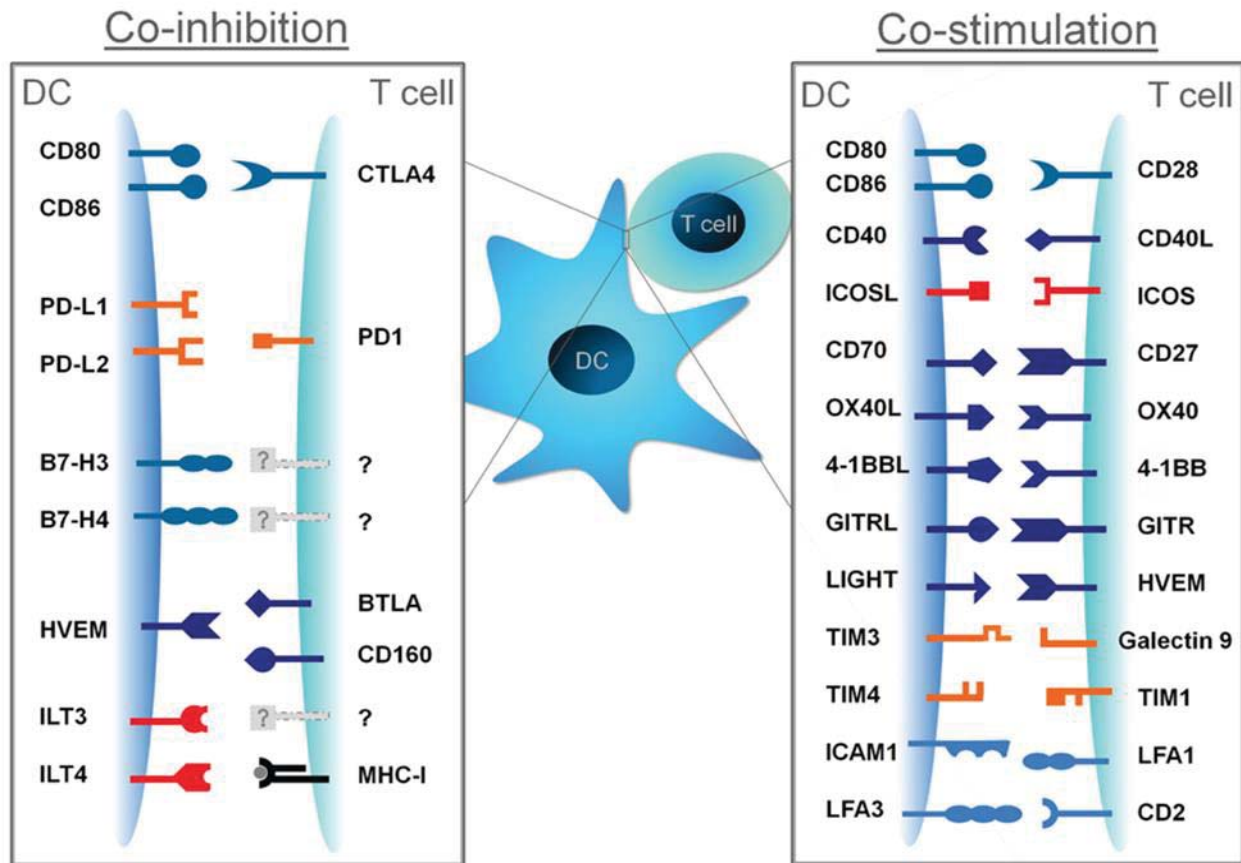 Co-inhibition
DC T cell
CD80
CD86
CTLA4
PD-L1
PD-L2
PD1
B7-H3 ? ?
B7-H4 ? ?
HVEM
BTLA
CD160
ILT3 ? ?
ILT4 MHC-I
T cell
DC
Co-stimulation
DC T cell
CD80
CD86
CD28
CD40 CD40L
ICOSL ICOS
CD70 CD27
OX40L OX40
4-1BBL 4-1BB
GITRL GITR
LIGHT HVEM
TIM3 Galectin 9
TIM4 TIM1
ICAM1 LFA1
LFA3 CD2